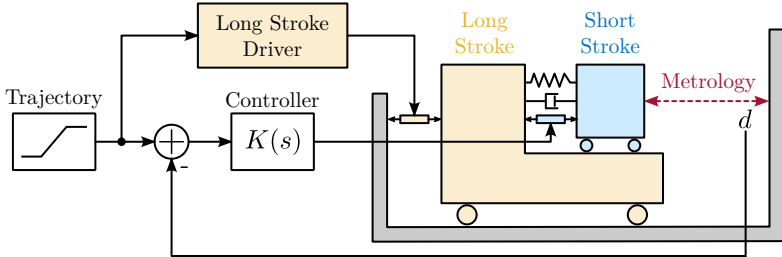 Long Stroke
Driver
Long
Stroke
Short
Stroke
Trajectory
Controller
K(s)
Metrology
d
-